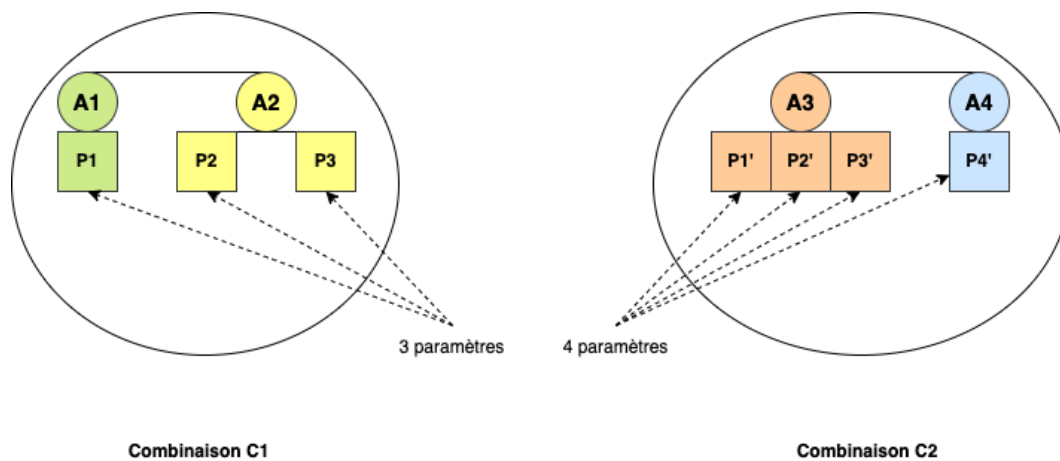 A1 A2 A3 A4
P1 P2 P3 P1' P2' P3' P4'
3 paramètres 4 paramètres
Combinaison C1 Combinaison C2